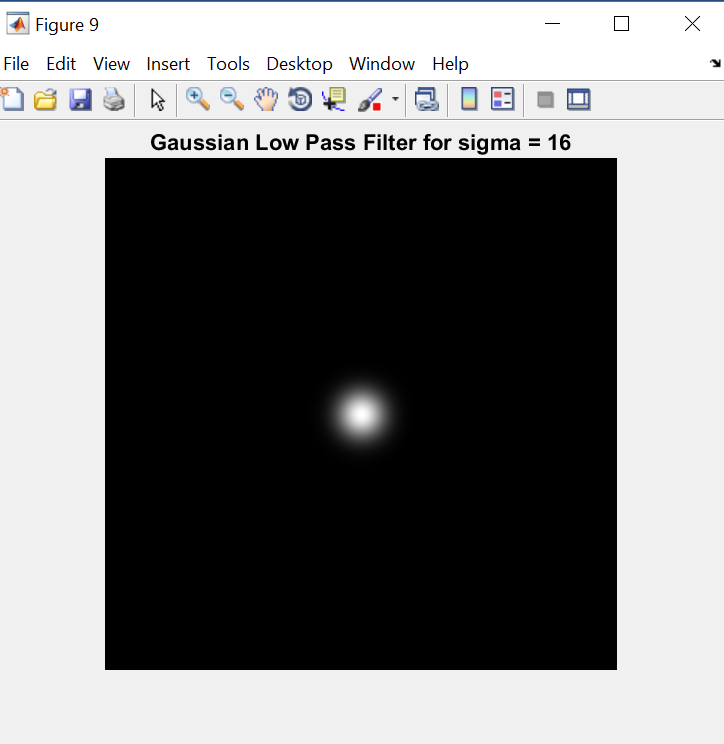 Figure 9
File Edit View Insert Tools Desktop Window Help
Gaussian Low Pass Filter for sigma = 16